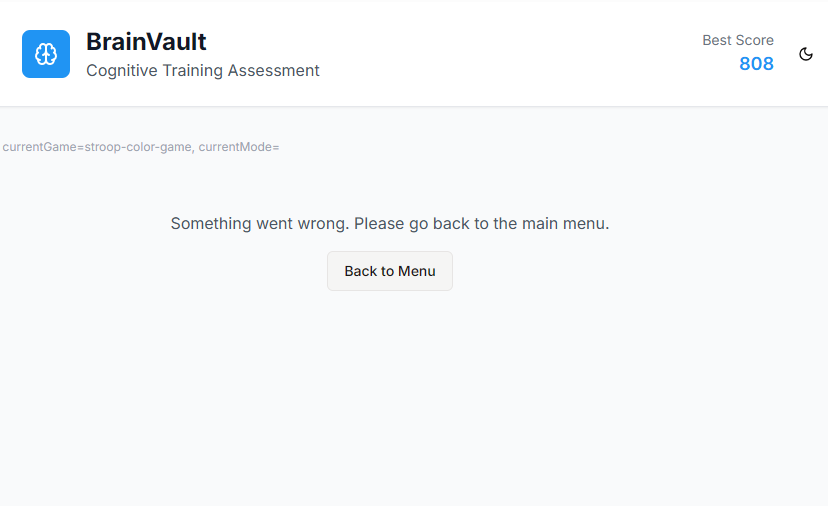 BrainVault
Cognitive Training Assessment
Best Score
808
currentGame=stroop-color-game, currentMode=
Something went wrong. Please go back to the main menu.
Back to Menu